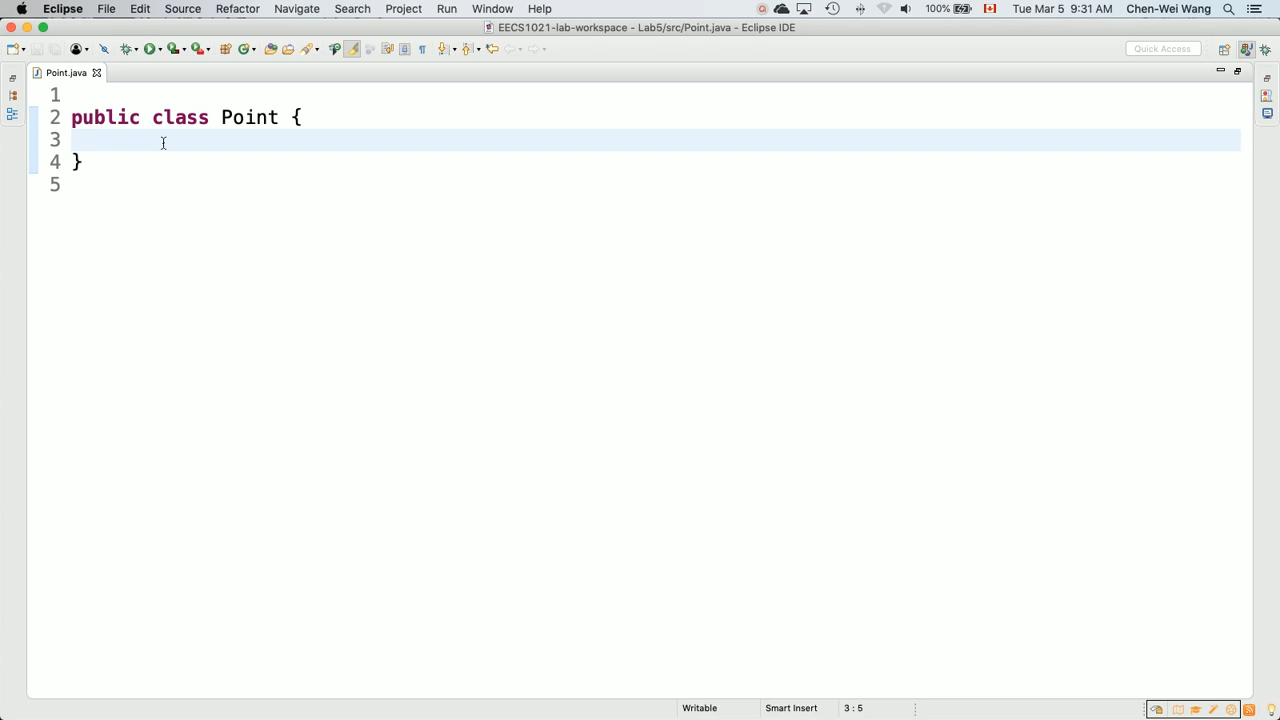 Eclipse File Edit Source Refactor Navigate Search Project Run Window Help 100% Tue Mar 5 9:31 AM Chen-Wei Wang
EECS1021-lab-workspace - Lab5/src/Point.java - Eclipse IDE
Quick Access
Point.java
1
2 public class Point {
3
4 }
5
Writable Smart Insert 3 : 5